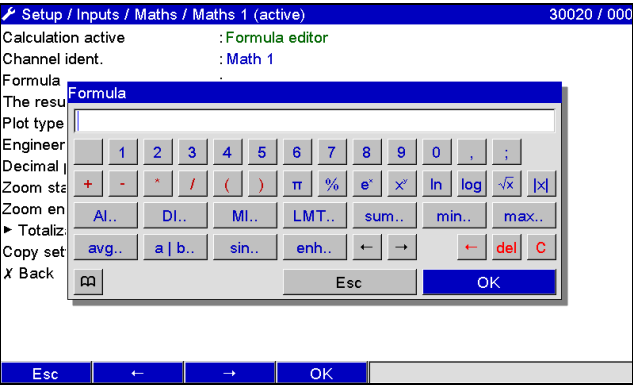 Setup / Inputs / Maths / Maths 1 (active) 30020 / 000
Calculation active :Formula editor
Channel ident. :Math 1
Formula :
The resu
Plot type
Engineer
Decimal
Zoom sta
Zoom en
► Totaliz
Copy set
X Back
Formula
1 2 3 4 5 6 7 8 9 0 , ;
+ - * / ( ) π % eˣ xʸ ln log √x |x|
AI.. DI.. MI.. LMT.. sum.. min.. max..
avg.. a | b.. sin.. enh.. ← → ← del C
Esc OK
Esc ← → OK